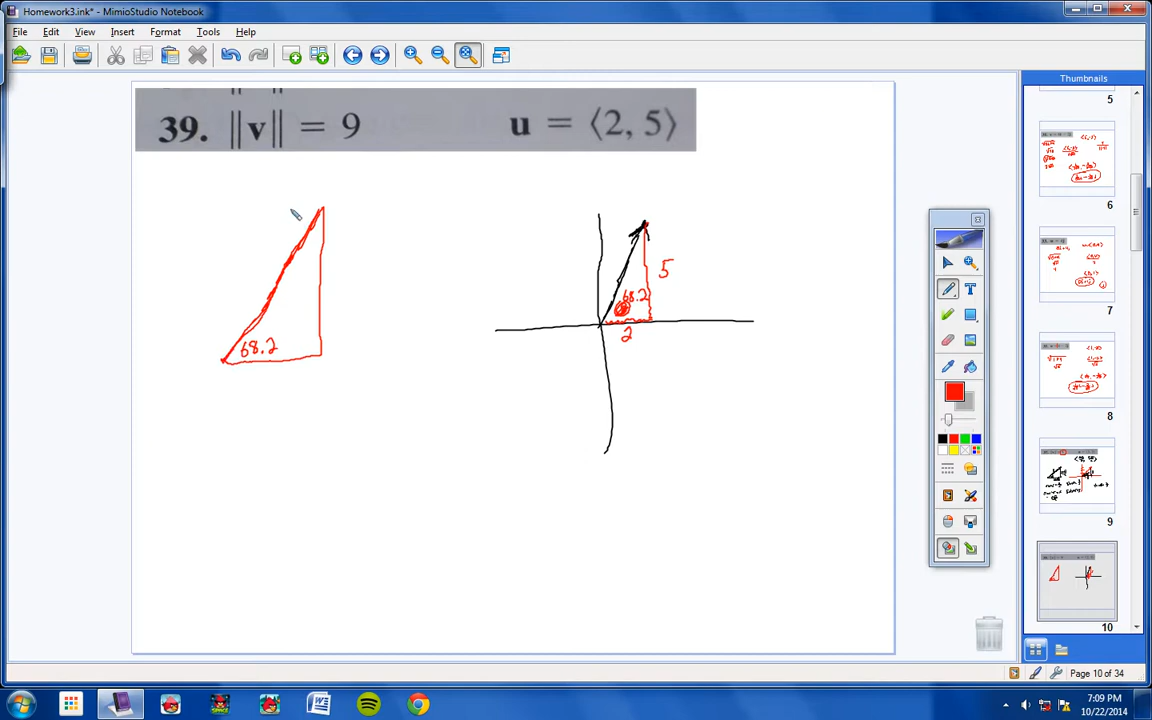 Homework3.ink* - MimioStudio Notebook
File Edit View Insert Format Tools Help
39. ‖v‖ = 9 u = ⟨2, 5⟩
68.2
68.2
5
2
Thumbnails
5
6
7
8
9
10
Page 10 of 34
7:09 PM
10/22/2014